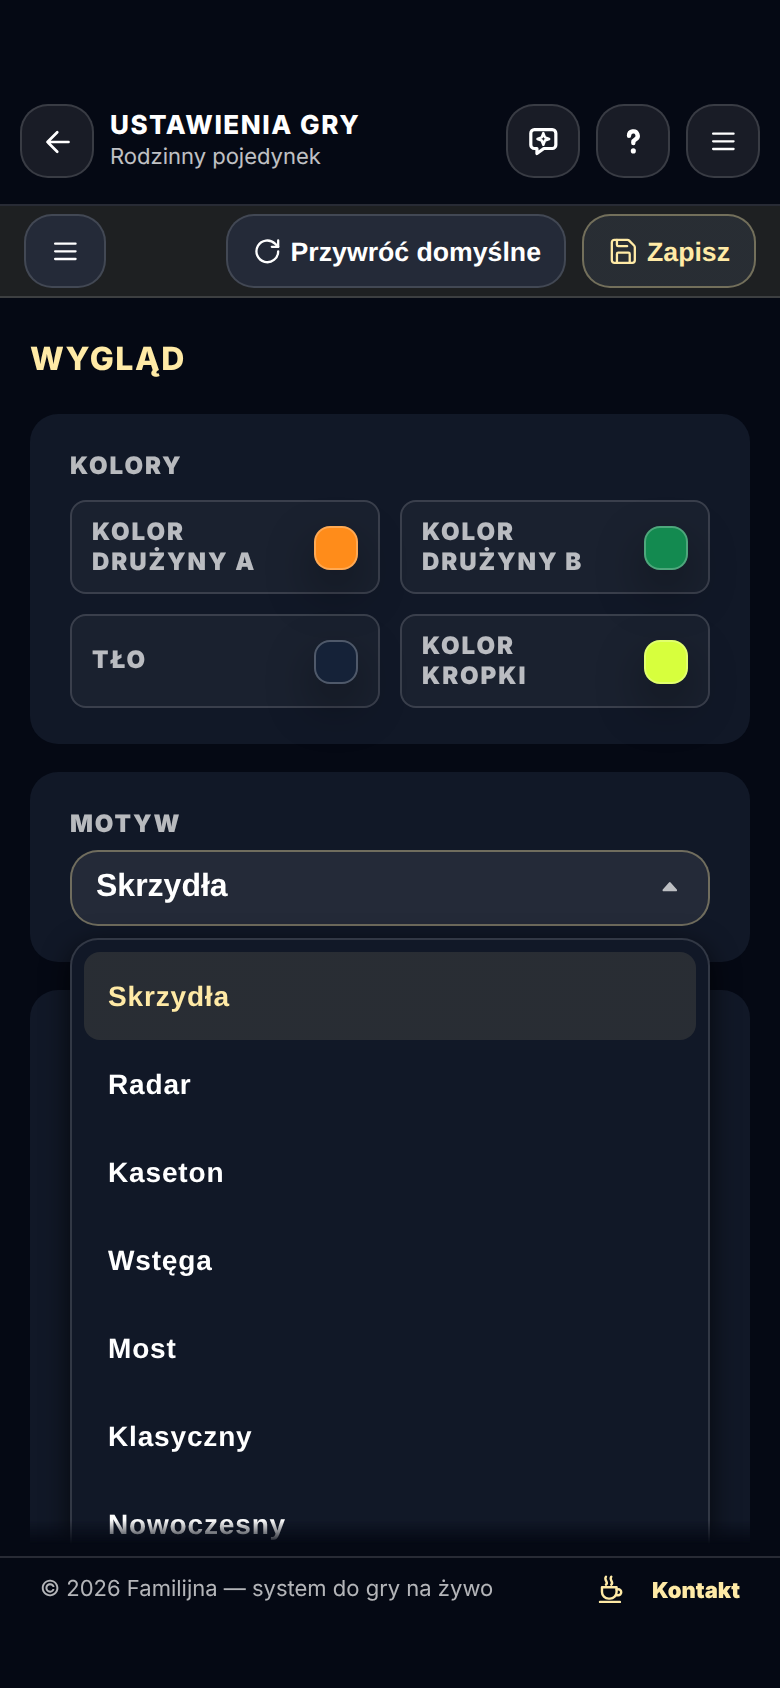 USTAWIENIA GRY
Rodzinny pojedynek
Przywróć domyślne
Zapisz
WYGLĄD
KOLORY
KOLOR
DRUŻYNY A
KOLOR
DRUŻYNY B
TŁO
KOLOR
KROPKI
MOTYW
Skrzydła
Skrzydła
Radar
Kaseton
Wstęga
Most
Klasyczny
Nowoczesny
© 2026 Familijna — system do gry na żywo
Kontakt